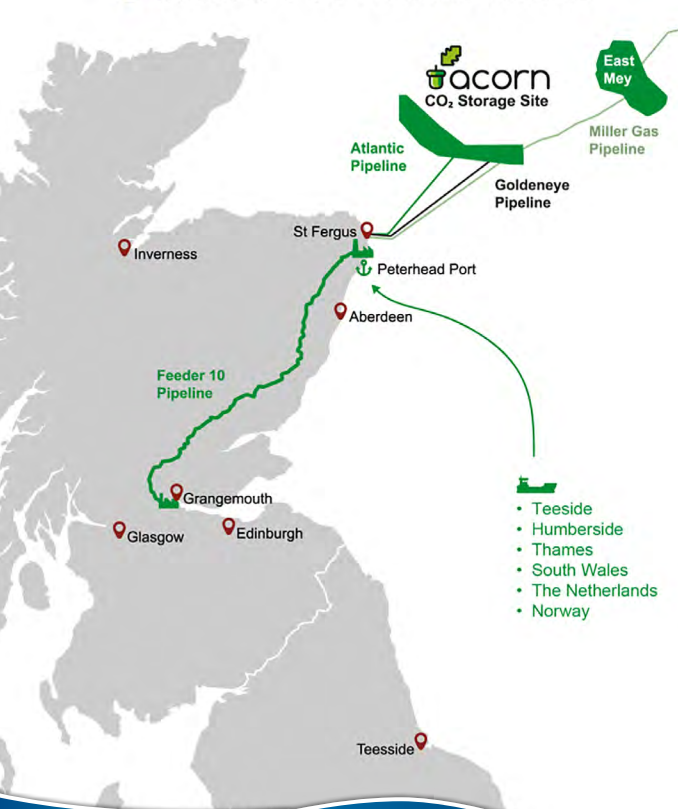 acorn
CO₂ Storage Site
East
Mey
Miller Gas
Pipeline
Atlantic
Pipeline
Goldeneye
Pipeline
St Fergus
Inverness
Peterhead Port
Aberdeen
Feeder 10
Pipeline
Grangemouth
Glasgow
Edinburgh
• Teeside
• Humberside
• Thames
• South Wales
• The Netherlands
• Norway
Teesside